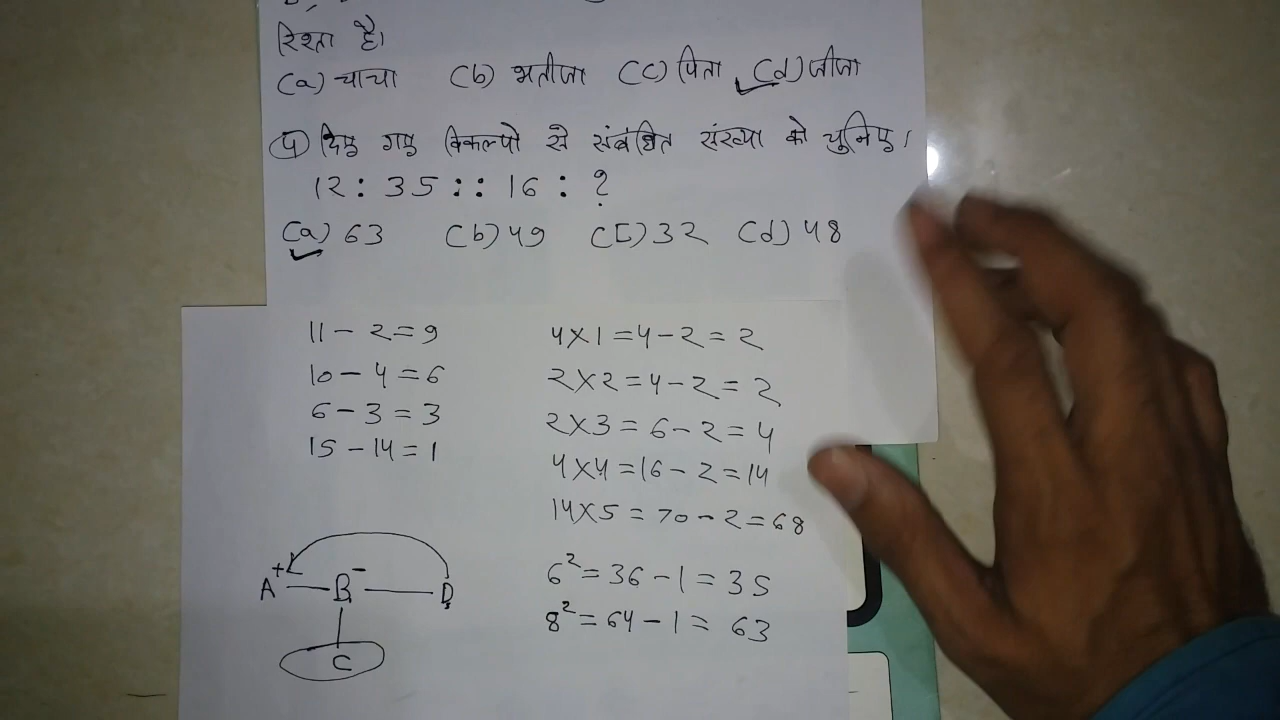 रिश्ता है।
(a) चाचा (b) भतीजा (c) पिता (d) जीजा
(4) दिए गए विकल्पो से संबंधित संख्या को चुनिए।
12 : 35 :: 16 : ?
(a) 63 (b) 49 (c) 32 (d) 48
11 - 2 = 9
10 - 4 = 6
6 - 3 = 3
15 - 14 = 1
4×1 = 4 - 2 = 2
2×2 = 4 - 2 = 2
2×3 = 6 - 2 = 4
4×4 = 16 - 2 = 14
14×5 = 70 - 2 = 68
A + — B - — D
C
6² = 36 - 1 = 35
8² = 64 - 1 = 63